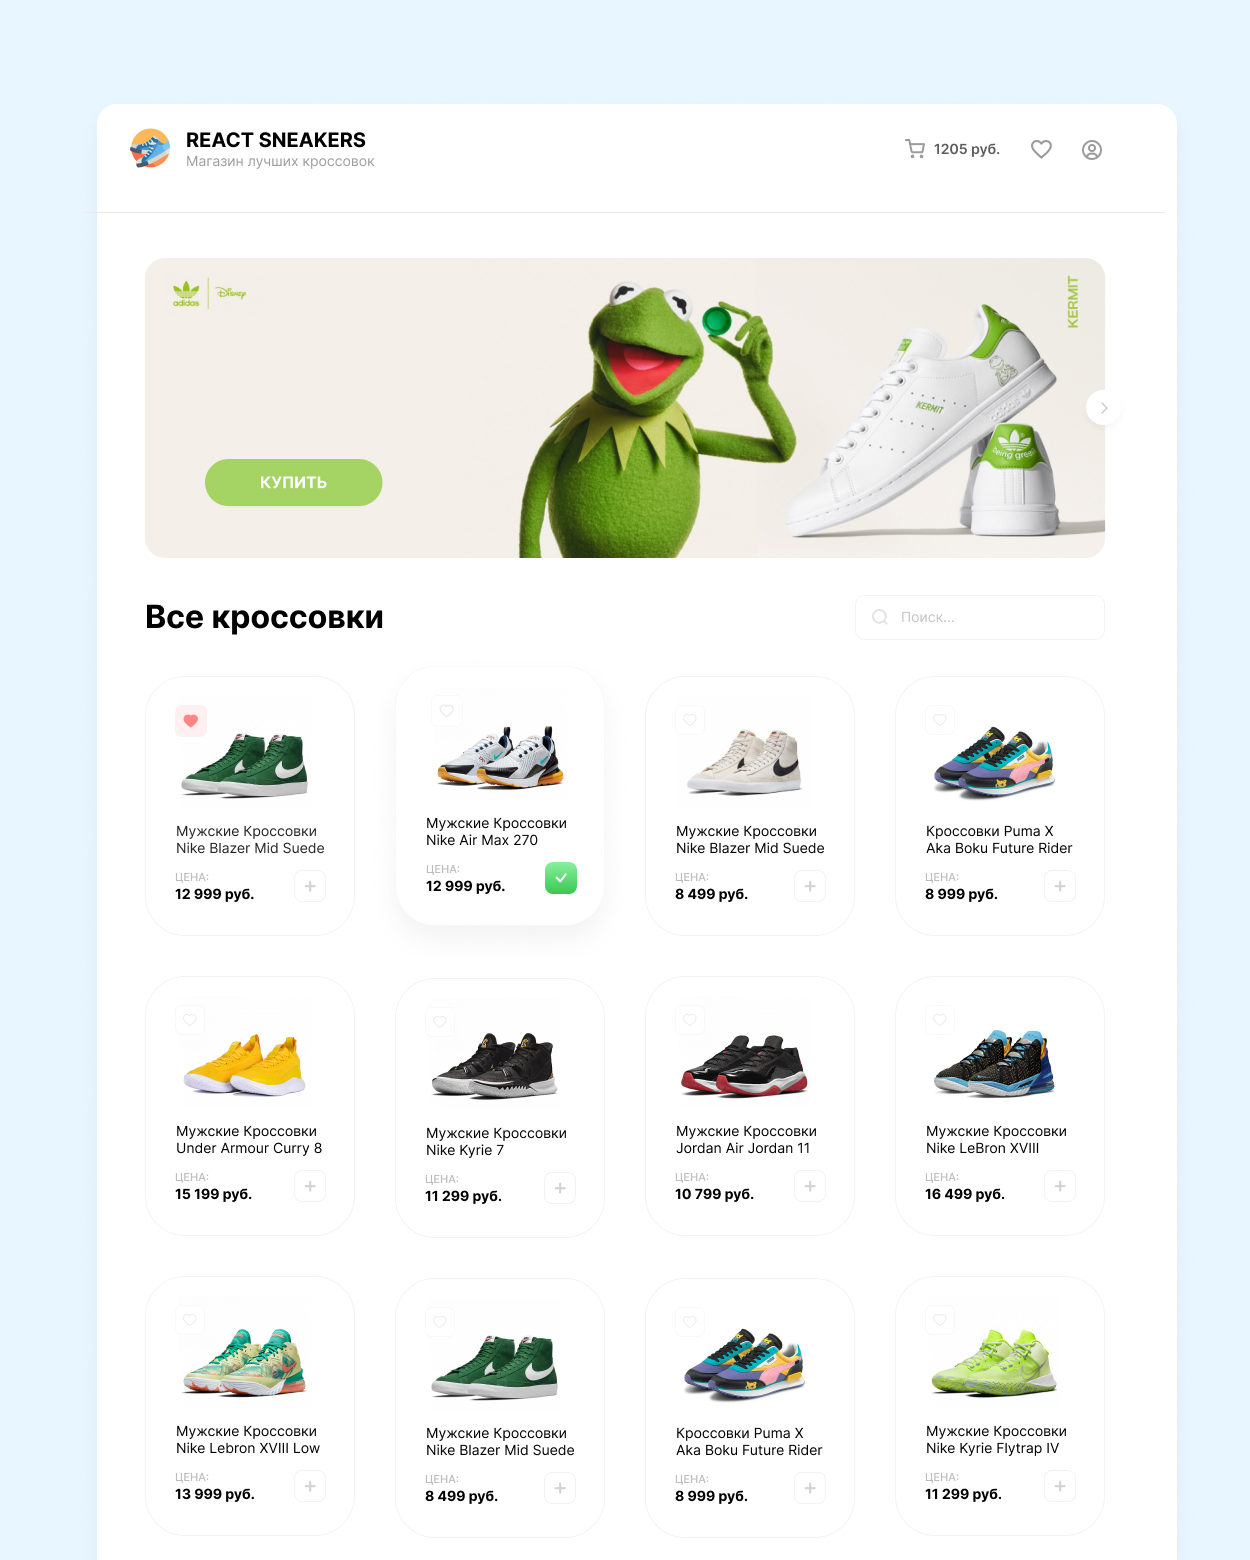 REACT SNEAKERS
Магазин лучших кроссовок
1205 руб.
adidas
Disney
KERMIT
KERMIT
being green
КУПИТЬ
Все кроссовки
Поиск...
Мужские Кроссовки
Nike Blazer Mid Suede
ЦЕНА:
12 999 руб.
Мужские Кроссовки
Nike Air Max 270
ЦЕНА:
12 999 руб.
Мужские Кроссовки
Nike Blazer Mid Suede
ЦЕНА:
8 499 руб.
Кроссовки Puma X
Aka Boku Future Rider
ЦЕНА:
8 999 руб.
Мужские Кроссовки
Under Armour Curry 8
ЦЕНА:
15 199 руб.
Мужские Кроссовки
Nike Kyrie 7
ЦЕНА:
11 299 руб.
Мужские Кроссовки
Jordan Air Jordan 11
ЦЕНА:
10 799 руб.
Мужские Кроссовки
Nike LeBron XVIII
ЦЕНА:
16 499 руб.
Мужские Кроссовки
Nike Lebron XVIII Low
ЦЕНА:
13 999 руб.
Мужские Кроссовки
Nike Blazer Mid Suede
ЦЕНА:
8 499 руб.
Кроссовки Puma X
Aka Boku Future Rider
ЦЕНА:
8 999 руб.
Мужские Кроссовки
Nike Kyrie Flytrap IV
ЦЕНА:
11 299 руб.